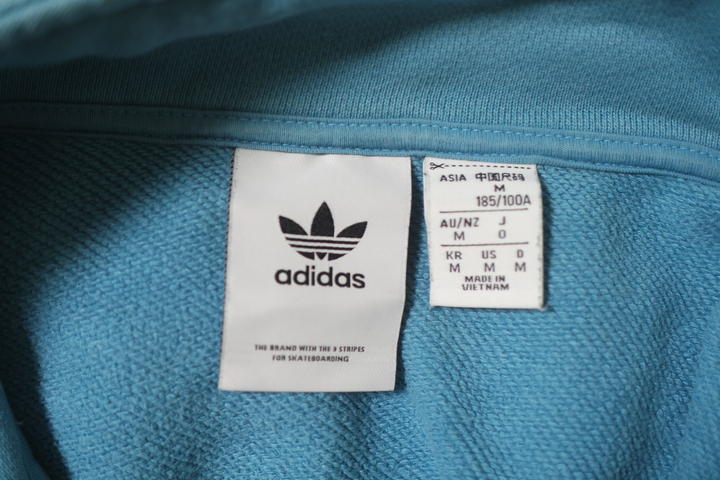 adidas
THE BRAND WITH THE 3 STRIPES
FOR SKATEBOARDING
ASIA 中国尺码
M
185/100A
AU/NZ J
M O
KR US D
M M M
MADE IN
VIETNAM